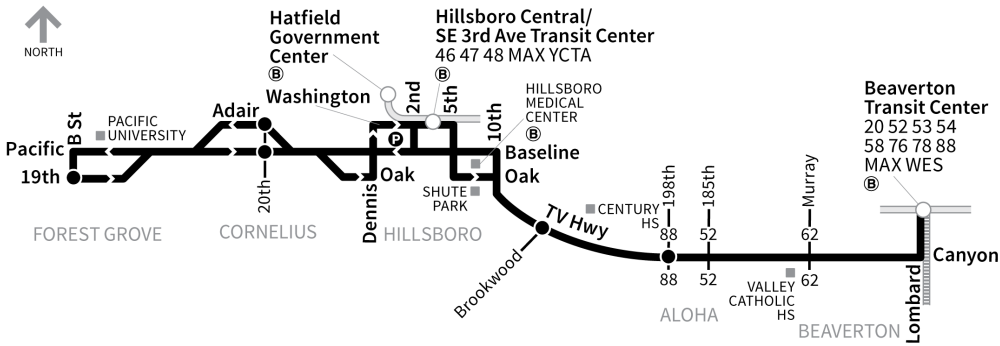 NORTH
Hatfield
Government
Center
B
Washington
Hillsboro Central/
SE 3rd Ave Transit Center
46 47 48 MAX YCTA
B
2nd
5th
10th
HILLSBORO
MEDICAL
CENTER
B
Beaverton
Transit Center
20 52 53 54
58 76 78 88
MAX WES
B
B St
PACIFIC
UNIVERSITY
Adair
P
Pacific
19th
20th
Baseline
Oak
Oak
Dennis
SHUTE
PARK
FOREST GROVE
CORNELIUS
HILLSBORO
TV Hwy
Brookwood
CENTURY
HS
198th
88
88
185th
52
52
Murray
62
62
VALLEY
CATHOLIC
HS
ALOHA
BEAVERTON
Lombard
Canyon